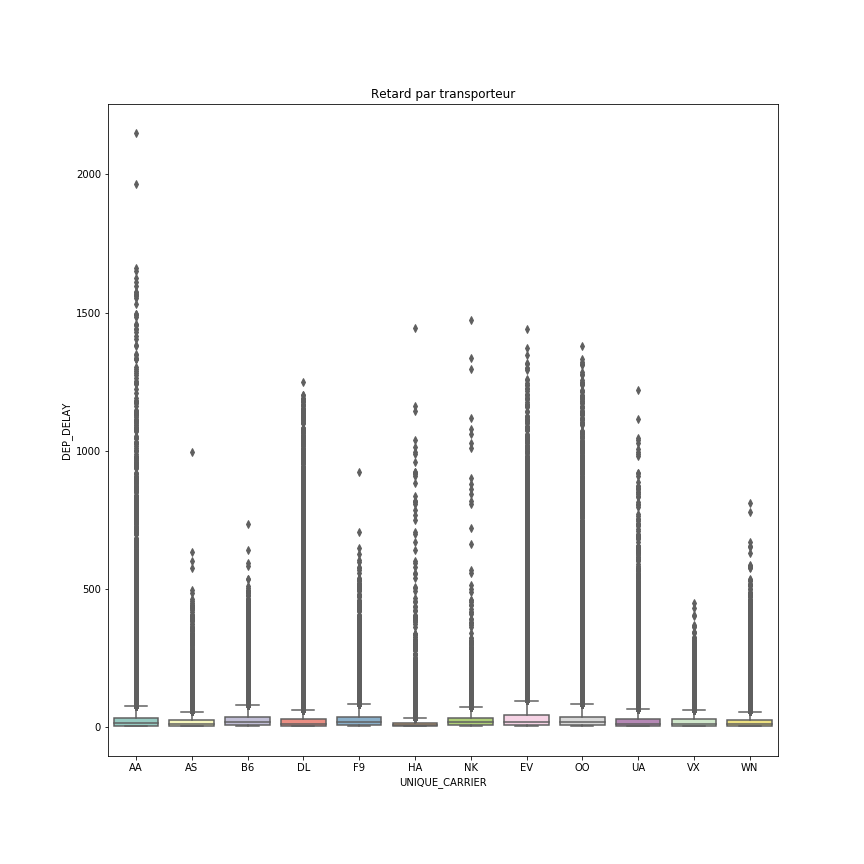 Retard par transporteur
2000
1500
1000
500
0
DEP_DELAY
AA AS B6 DL F9 HA NK EV OO UA VX WN
UNIQUE_CARRIER